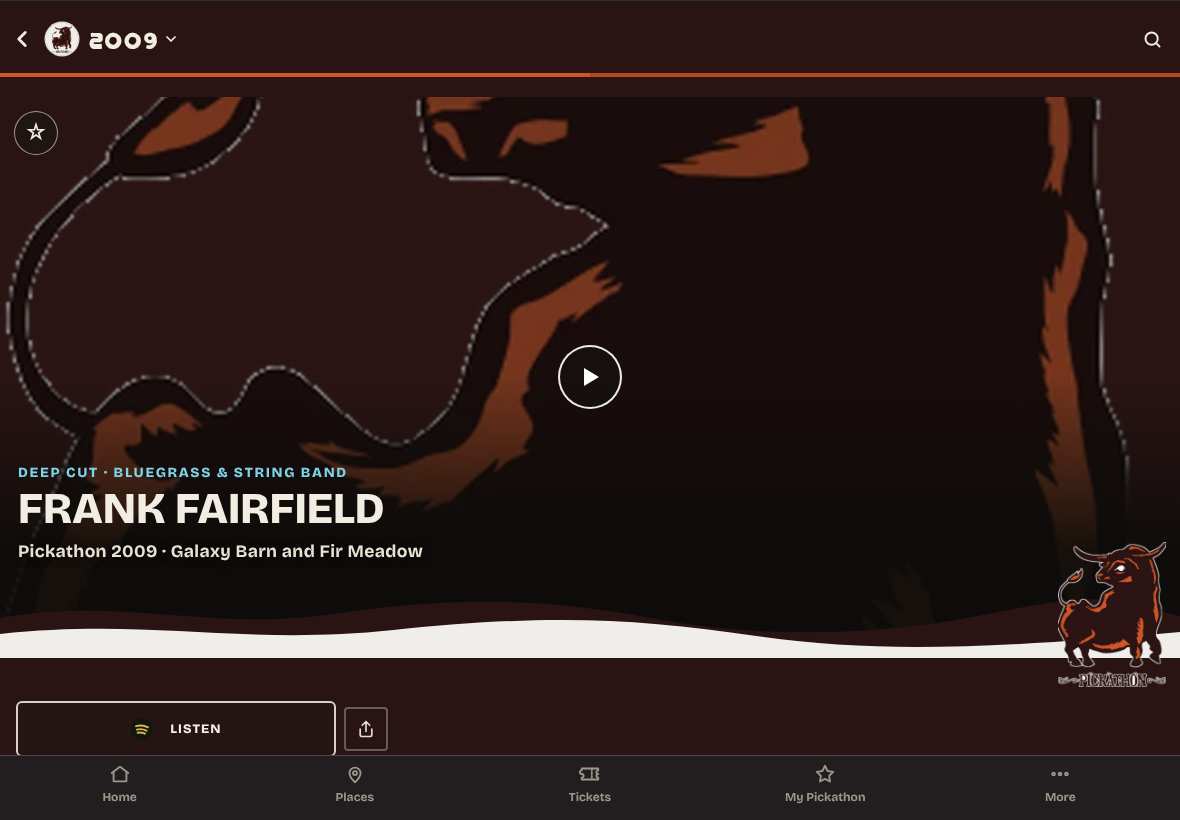 2009
DEEP CUT · BLUEGRASS & STRING BAND
FRANK FAIRFIELD
Pickathon 2009 · Galaxy Barn and Fir Meadow
PICKATHON
LISTEN
Home
Places
Tickets
My Pickathon
More